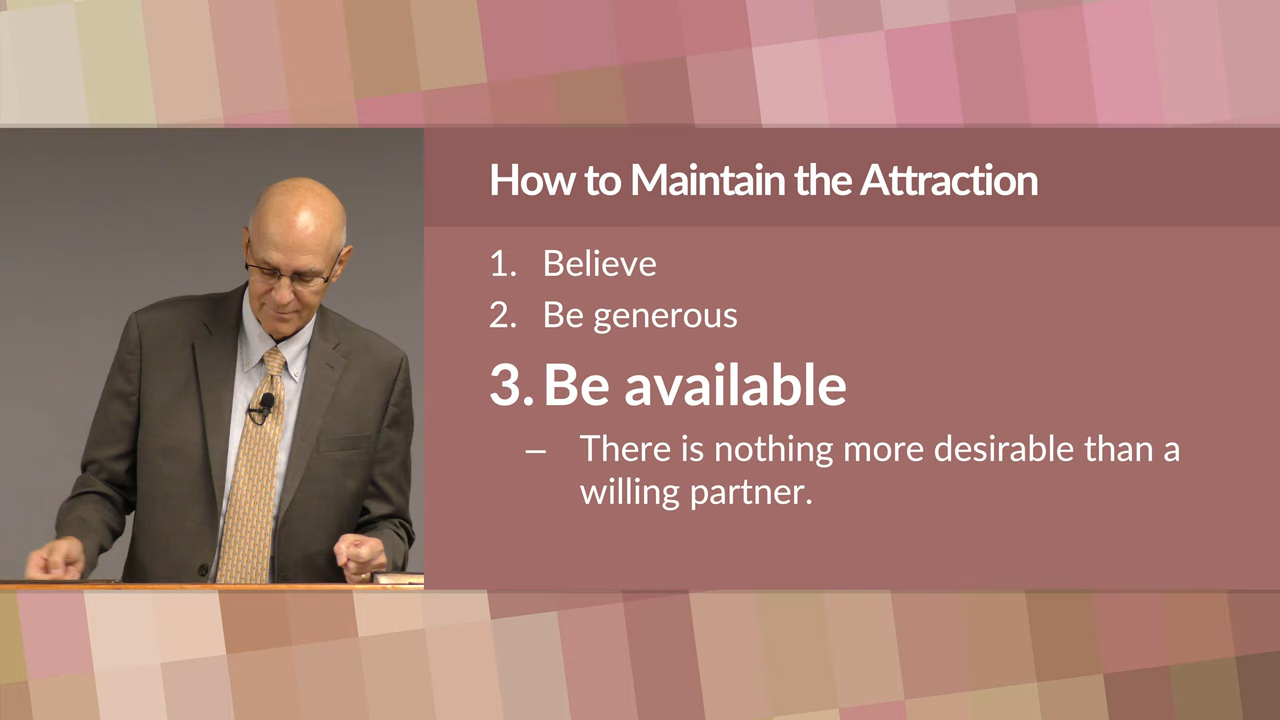 How to Maintain the Attraction
1. Believe
2. Be generous
3. Be available
– There is nothing more desirable than a
willing partner.